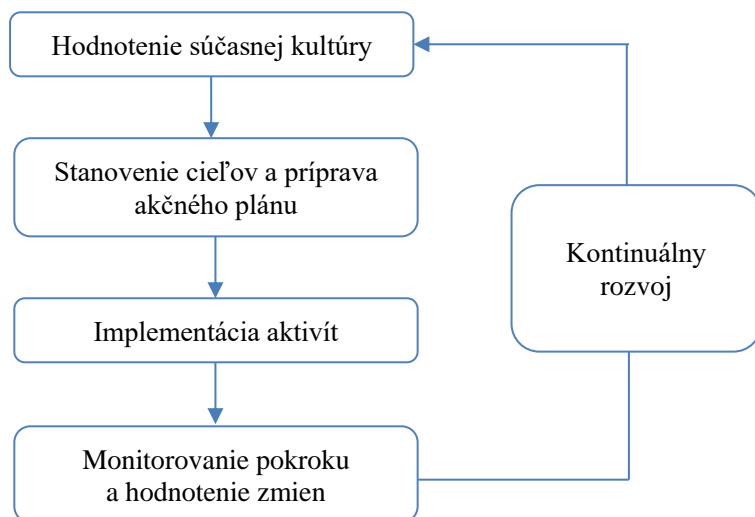 Hodnotenie súčasnej kultúry
Stanovenie cieľov a príprava
akčného plánu
Implementácia aktivít
Monitorovanie pokroku
a hodnotenie zmien
Kontinuálny
rozvoj